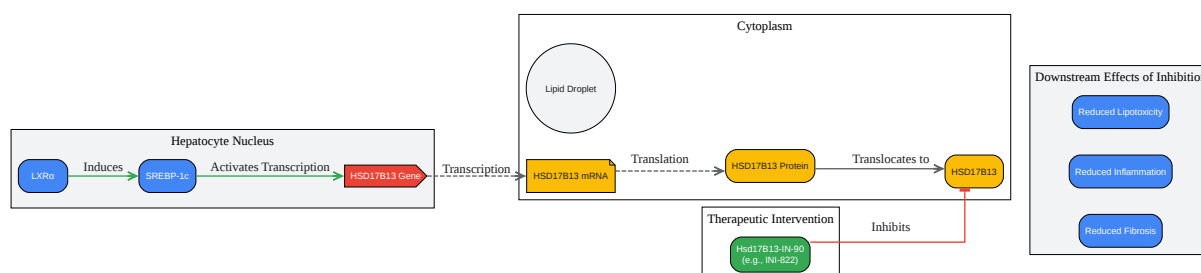 Hepatocyte Nucleus
LXRα
Induces
SREBP-1c
Activates Transcription
HSD17B13 Gene
Transcription
Cytoplasm
Lipid Droplet
HSD17B13 mRNA
Translation
HSD17B13 Protein
Translocates to
HSD17B13
Therapeutic Intervention
Hsd17B13-IN-90
(e.g., INI-822)
Inhibits
Downstream Effects of Inhibition
Reduced Lipotoxicity
Reduced Inflammation
Reduced Fibrosis